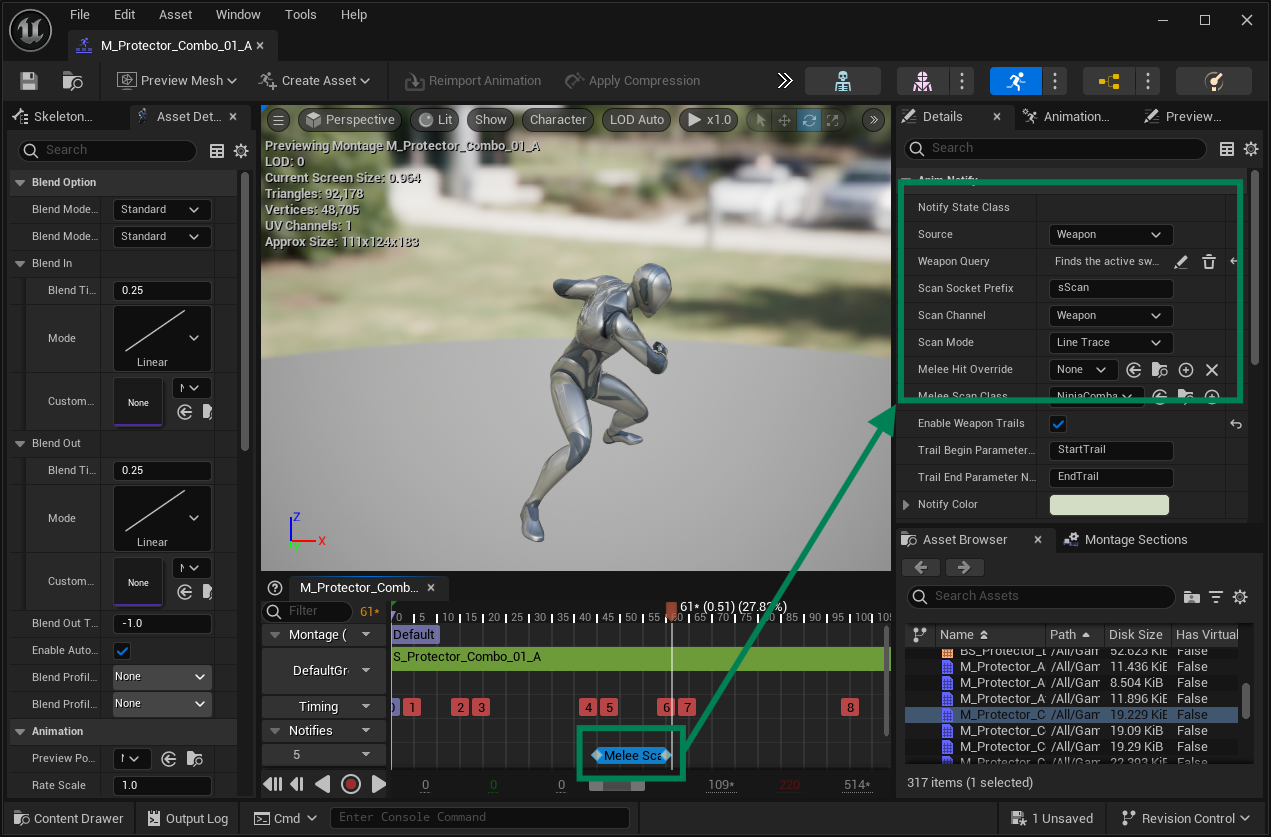 File Edit Asset Window Tools Help
M_Protector_Combo_01_A
Preview Mesh Create Asset Reimport Animation Apply Compression
Skeleton... Asset Det...
Search
Blend Option
Blend Mode... Standard
Blend Mode... Standard
Blend In
Blend Ti... 0.25
Mode
Linear
Custom... None
Blend Out
Blend Ti... 0.25
Mode
Linear
Custom... None
Blend Out T... -1.0
Enable Auto...
Blend Profil... None
Blend Profil... None
Animation
Preview Po...
Rate Scale 1.0
Perspective Lit Show Character LOD Auto x1.0
Previewing Montage M_Protector_Combo_01_A
LOD: 0
Current Screen Size: 0.964
Triangles: 92,178
Vertices: 48,705
UV Channels: 1
Approx Size: 111x124x183
Z
X
Y
M_Protector_Comb...
Filter 61*
61* (0.51) (27.82%)
0 5 10 15 20 25 30 35 40 45 50 55 60 65 70 75 80 85 90 95 100 105
Montage ( Default
S_Protector_Combo_01_A
DefaultGr
Timing 1 2 3 4 5 6 7 8
Notifies
5 Melee Sca
0 0 0 109* 220 514*
Details Animation... Preview...
Search
Anim Notify
Notify State Class
Source Weapon
Weapon Query Finds the active sw...
Scan Socket Prefix sScan
Scan Channel Weapon
Scan Mode Line Trace
Melee Hit Override None
Melee Scan Class NinjaComba
Enable Weapon Trails
Trail Begin Parameter... StartTrail
Trail End Parameter N... EndTrail
Notify Color
Asset Browser Montage Sections
Search Assets
Name Path Disk Size Has Virtual
BS_Protector_ /All/Gam 52.623 KiB False
M_Protector_A /All/Gam 11.436 KiB False
M_Protector_A /All/Gam 8.504 KiB False
M_Protector_A /All/Gam 11.896 KiB False
M_Protector_C /All/Gam 19.229 KiB False
M_Protector_C /All/Gam 19.09 KiB False
M_Protector_C /All/Gam 19.29 KiB False
M_Protector_C /All/Gam 22.393 KiB False
317 items (1 selected)
Content Drawer Output Log Cmd Enter Console Command 1 Unsaved Revision Control